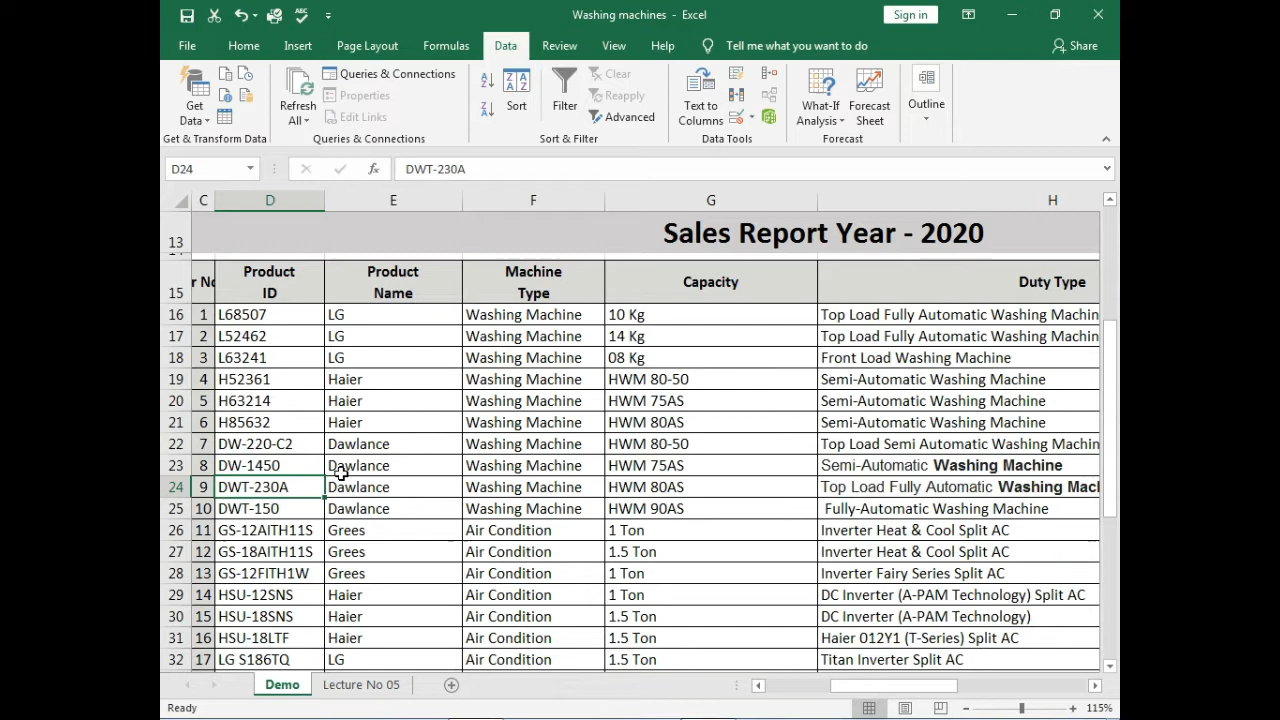 Washing machines - Excel
Sign in
File Home Insert Page Layout Formulas Data Review View Help Tell me what you want to do Share
Get Data
Refresh All
Queries & Connections
Properties
Edit Links
Sort
Filter
Clear
Reapply
Advanced
Text to Columns
What-If Analysis
Forecast Sheet
Outline
Get & Transform Data Queries & Connections Sort & Filter Data Tools Forecast
D24 fx DWT-230A
C D E F G H
13 Sales Report Year - 2020
15 r No Product ID Product Name Machine Type Capacity Duty Type
16 1 L68507 LG Washing Machine 10 Kg Top Load Fully Automatic Washing Machin
17 2 L52462 LG Washing Machine 14 Kg Top Load Fully Automatic Washing Machin
18 3 L63241 LG Washing Machine 08 Kg Front Load Washing Machine
19 4 H52361 Haier Washing Machine HWM 80-50 Semi-Automatic Washing Machine
20 5 H63214 Haier Washing Machine HWM 75AS Semi-Automatic Washing Machine
21 6 H85632 Haier Washing Machine HWM 80AS Semi-Automatic Washing Machine
22 7 DW-220-C2 Dawlance Washing Machine HWM 80-50 Top Load Semi Automatic Washing Machin
23 8 DW-1450 Dawlance Washing Machine HWM 75AS Semi-Automatic Washing Machine
24 9 DWT-230A Dawlance Washing Machine HWM 80AS Top Load Fully Automatic Washing Macl
25 10 DWT-150 Dawlance Washing Machine HWM 90AS Fully-Automatic Washing Machine
26 11 GS-12AITH11S Grees Air Condition 1 Ton Inverter Heat & Cool Split AC
27 12 GS-18AITH11S Grees Air Condition 1.5 Ton Inverter Heat & Cool Split AC
28 13 GS-12FITH1W Grees Air Condition 1 Ton Inverter Fairy Series Split AC
29 14 HSU-12SNS Haier Air Condition 1 Ton DC Inverter (A-PAM Technology) Split AC
30 15 HSU-18SNS Haier Air Condition 1.5 Ton DC Inverter (A-PAM Technology)
31 16 HSU-18LTF Haier Air Condition 1.5 Ton Haier 012Y1 (T-Series) Split AC
32 17 LG S186TQ LG Air Condition 1.5 Ton Titan Inverter Split AC
Demo Lecture No 05
Ready 115%